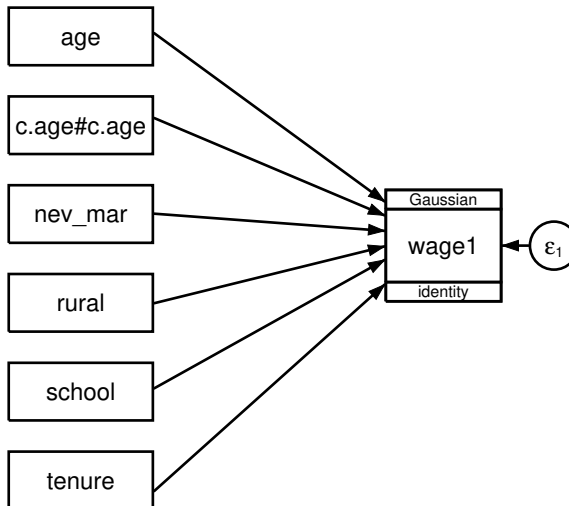 age
c.age#c.age
nev_mar
rural
school
tenure
Gaussian
wage1
identity
ε₁